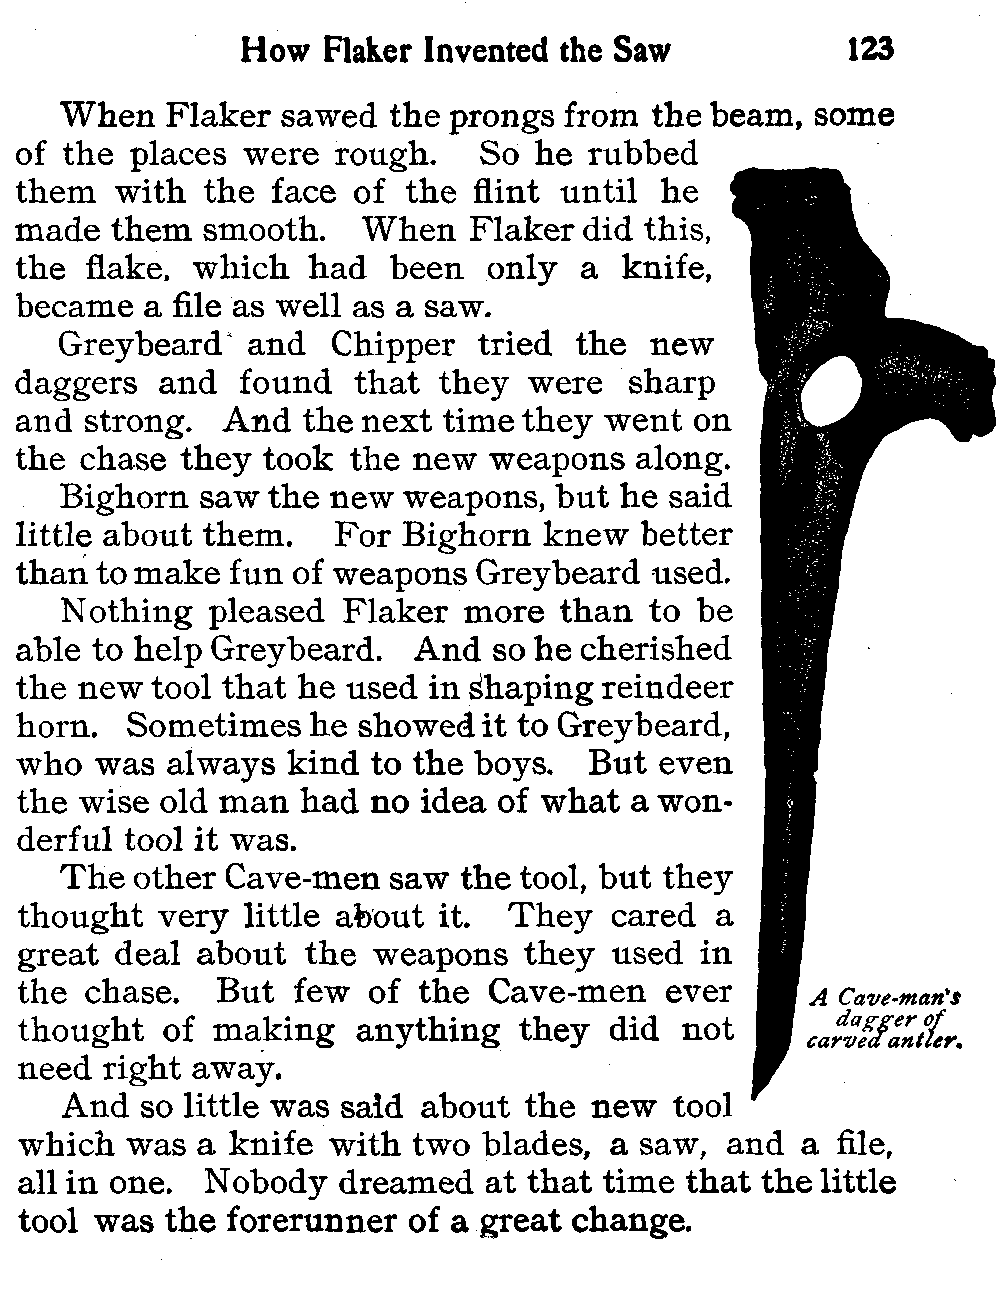 How Flaker Invented the Saw 123
When Flaker sawed the prongs from the beam, some
of the places were rough. So he rubbed
them with the face of the flint until he
made them smooth. When Flaker did this,
the flake, which had been only a knife,
became a file as well as a saw.
Greybeard and Chipper tried the new
daggers and found that they were sharp
and strong. And the next time they went on
the chase they took the new weapons along.
Bighorn saw the new weapons, but he said
little about them. For Bighorn knew better
than to make fun of weapons Greybeard used.
Nothing pleased Flaker more than to be
able to help Greybeard. And so he cherished
the new tool that he used in shaping reindeer
horn. Sometimes he showed it to Greybeard,
who was always kind to the boys. But even
the wise old man had no idea of what a won-
derful tool it was.
The other Cave-men saw the tool, but they
thought very little about it. They cared a
great deal about the weapons they used in
the chase. But few of the Cave-men ever
thought of making anything they did not
need right away.
And so little was said about the new tool
which was a knife with two blades, a saw, and a file,
all in one. Nobody dreamed at that time that the little
tool was the forerunner of a great change.
A Cave-man's
dagger of
carved antler.